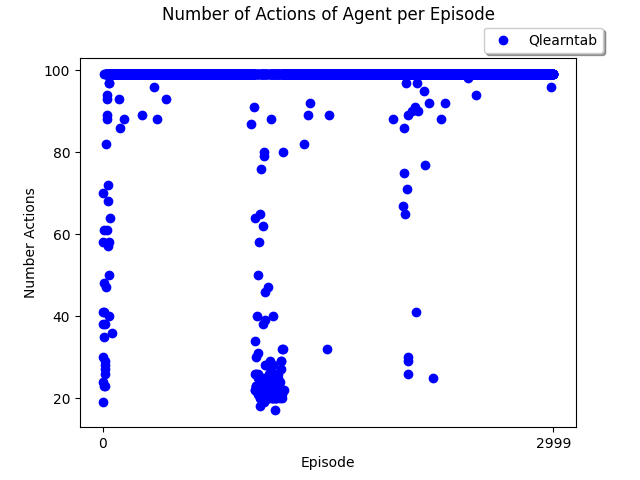 Number of Actions of Agent per Episode
Qlearntab
100
80
60
40
20
Number Actions
0
2999
Episode